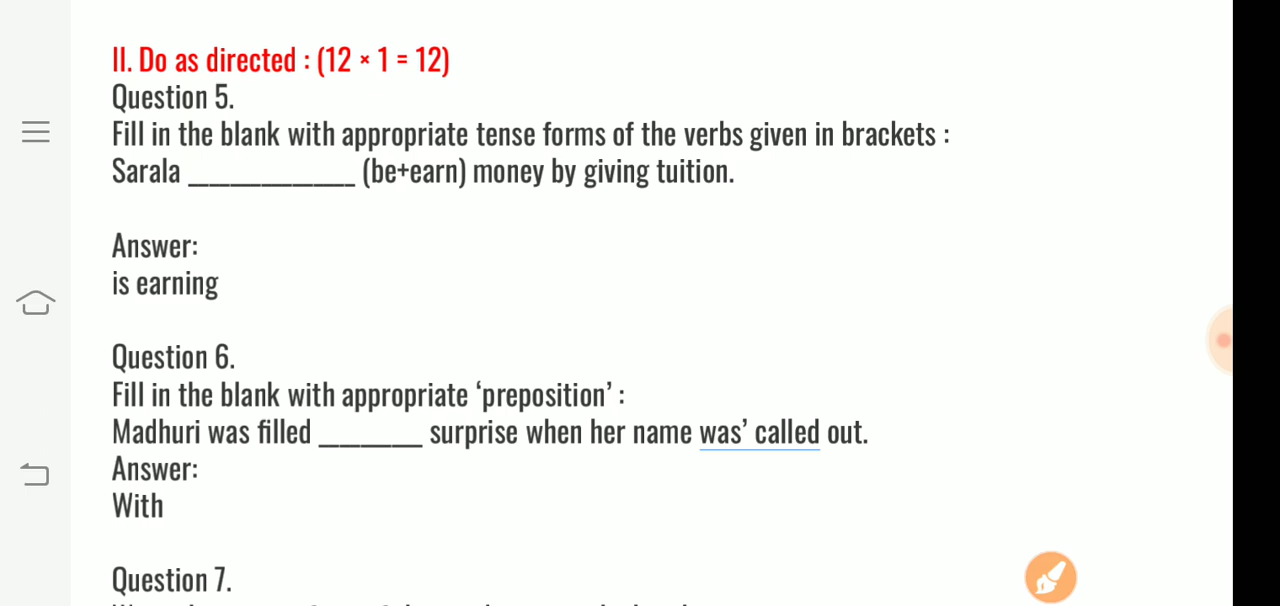 II. Do as directed : (12 × 1 = 12)
Question 5.
Fill in the blank with appropriate tense forms of the verbs given in brackets :
Sarala ______________ (be+earn) money by giving tuition.
Answer:
is earning
Question 6.
Fill in the blank with appropriate ‘preposition’ :
Madhuri was filled _________ surprise when her name was’ called out.
Answer:
With
Question 7.